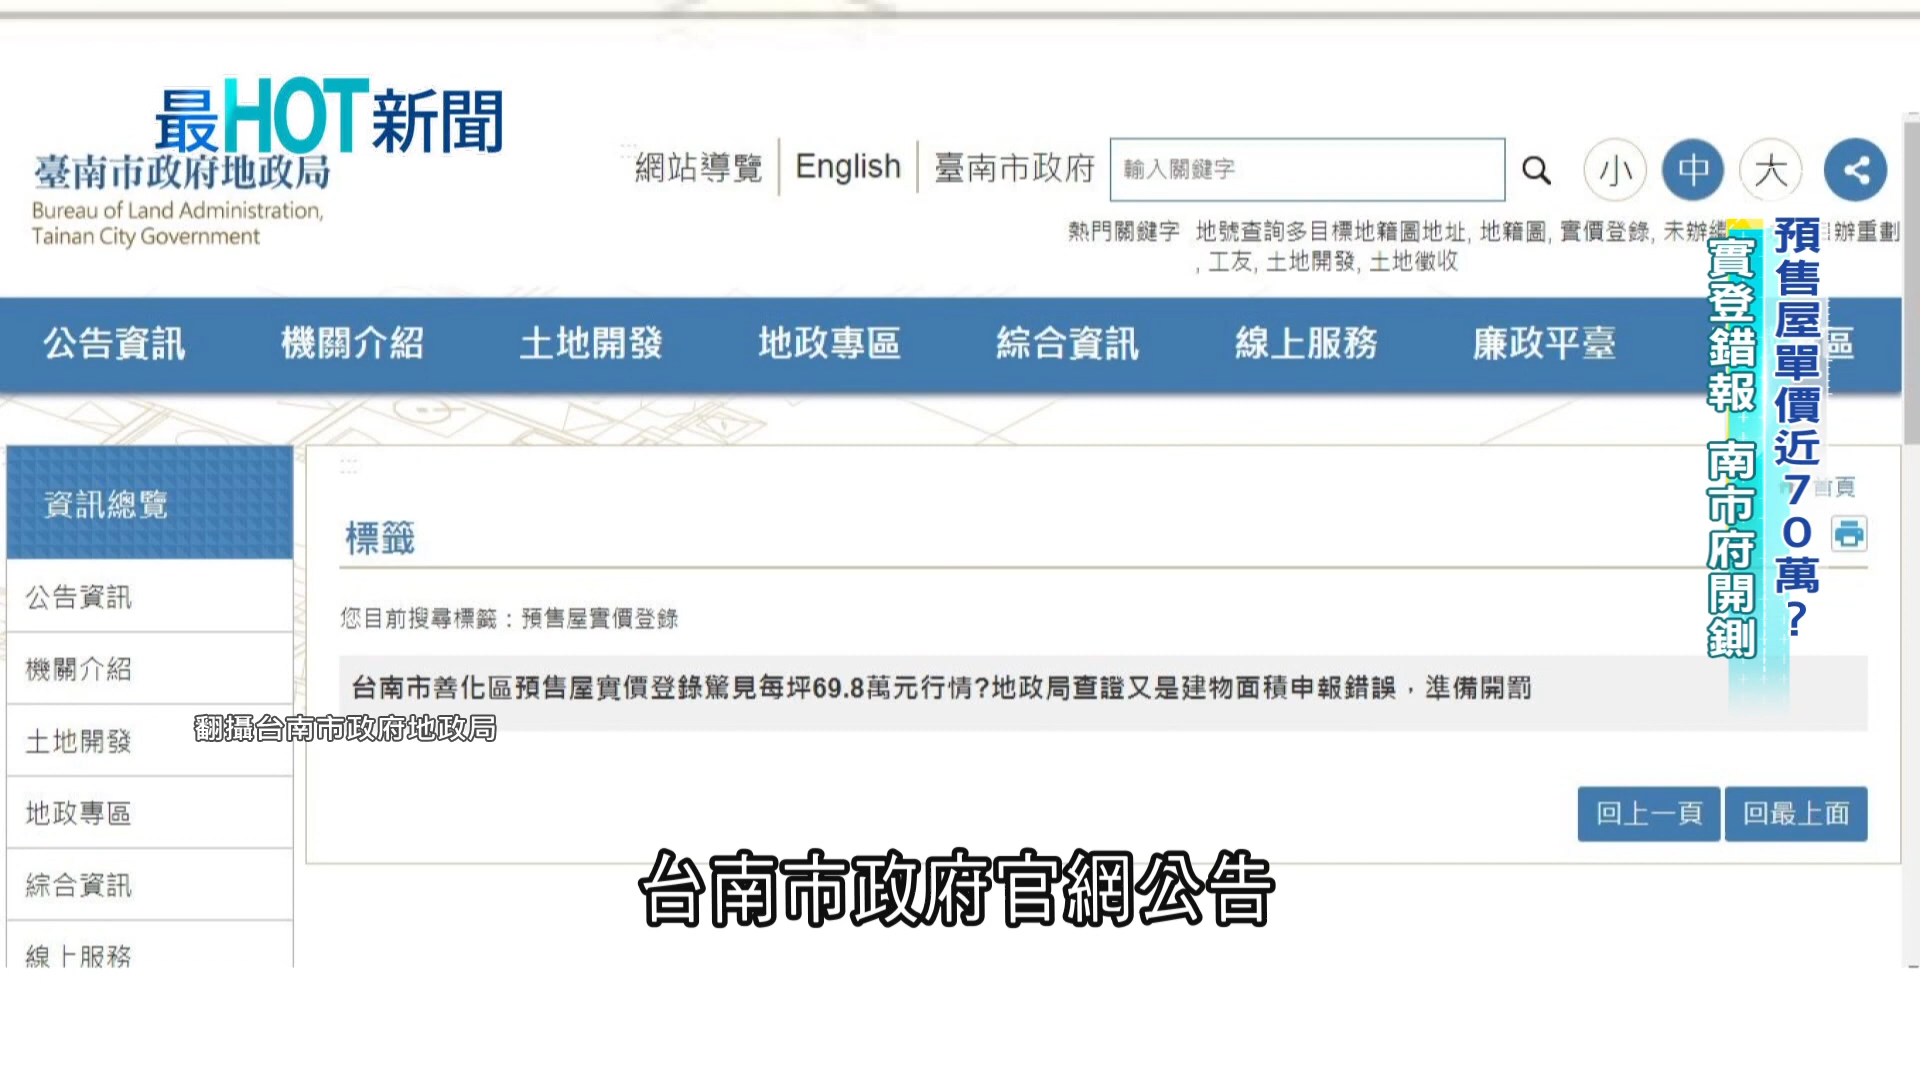 最HOT新聞
臺南市政府地政局
Bureau of Land Administration,
Tainan City Government
網站導覽
English
臺南市政府
輸入關鍵字
小
中
大
熱門關鍵字 地號查詢多目標地籍圖地址, 地籍圖, 實價登錄, 未辦繼
辦重劃
, 工友, 土地開發, 土地徵收
預售屋單價近70萬?
實登錯報 南市府開鍘
公告資訊
機關介紹
土地開發
地政專區
綜合資訊
線上服務
廉政平臺
區
資訊總覽
公告資訊
機關介紹
土地開發
地政專區
綜合資訊
線上服務
首頁
標籤
您目前搜尋標籤：預售屋實價登錄
台南市善化區預售屋實價登錄驚見每坪69.8萬元行情?地政局查證又是建物面積申報錯誤，準備開罰
翻攝台南市政府地政局
回上一頁
回最上面
台南市政府官網公告